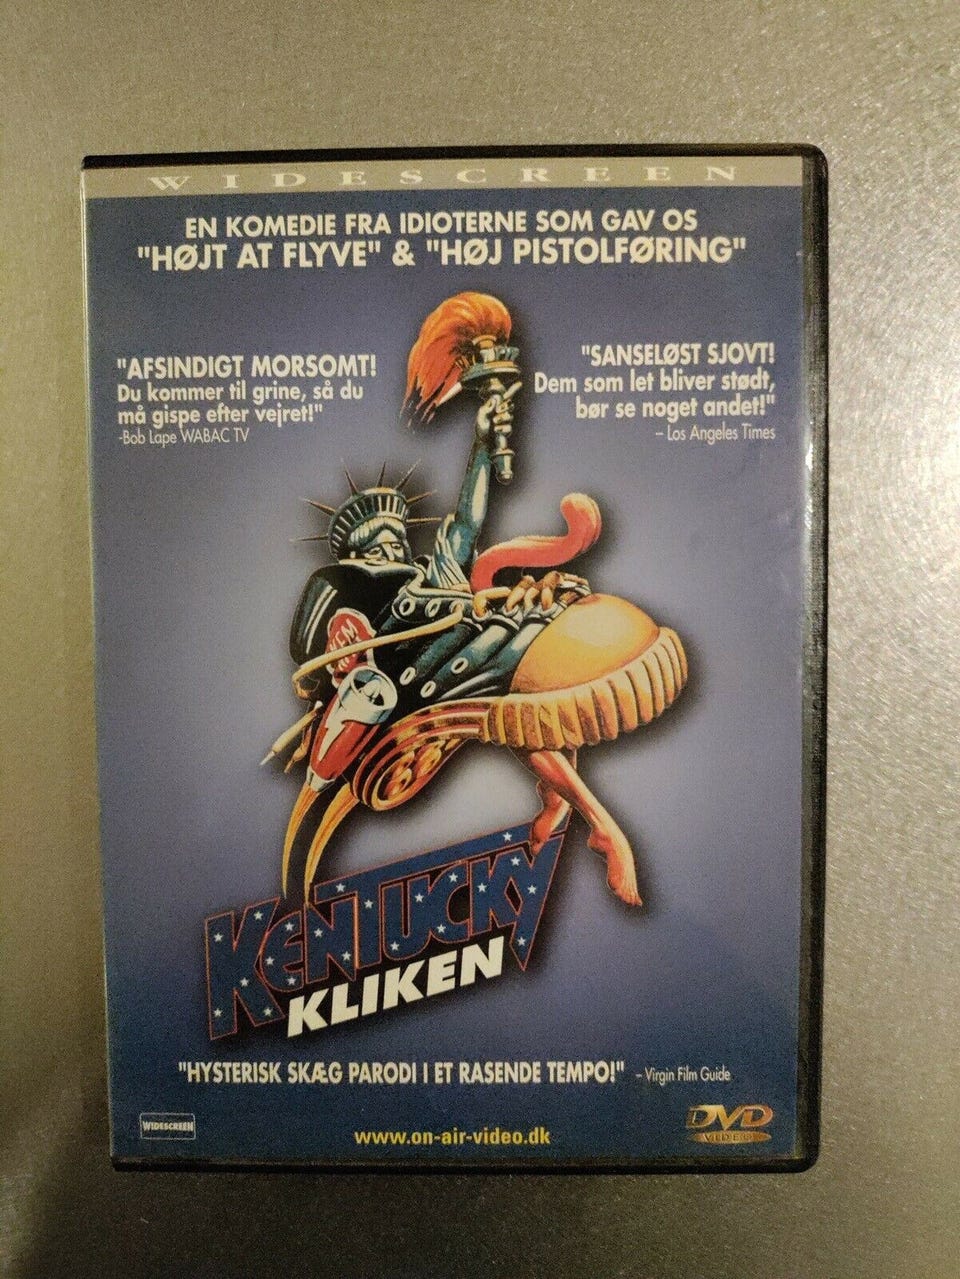 WIDESCREEN
EN KOMEDIE FRA IDIOTERNE SOM GAV OS
"HØJT AT FLYVE" & "HØJ PISTOLFØRING"
"AFSINDIGT MORSOMT!
Du kommer til grine, så du
må gispe efter vejret!"
-Bob Lape WABAC TV
"SANSELØST SJOVT!
Dem som let bliver stødt,
bør se noget andet!"
– Los Angeles Times
KENTUCKY
KLIKEN
"HYSTERISK SKÆG PARODI I ET RASENDE TEMPO!" – Virgin Film Guide
WIDESCREEN
www.on-air-video.dk
DVD
VIDEO